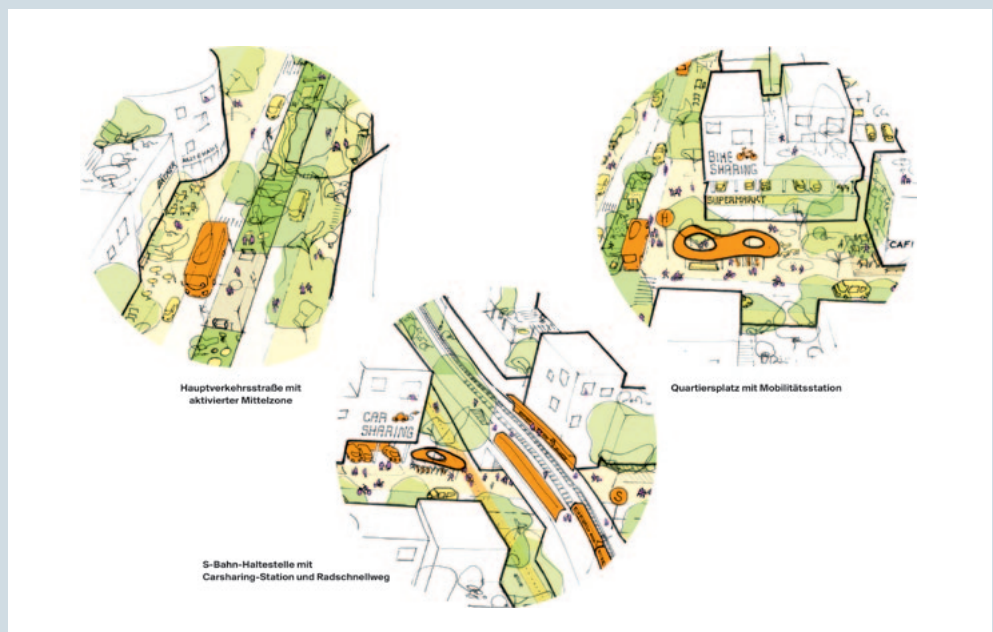 BIKE
SHARING
SUPERMARKT
H
CAF
Hauptverkehrsstraße mit
aktivierter Mittelzone
Quartiersplatz mit Mobilitätsstation
CAR
SHARING
S
S-Bahn-Haltestelle mit
Carsharing-Station und Radschnellweg